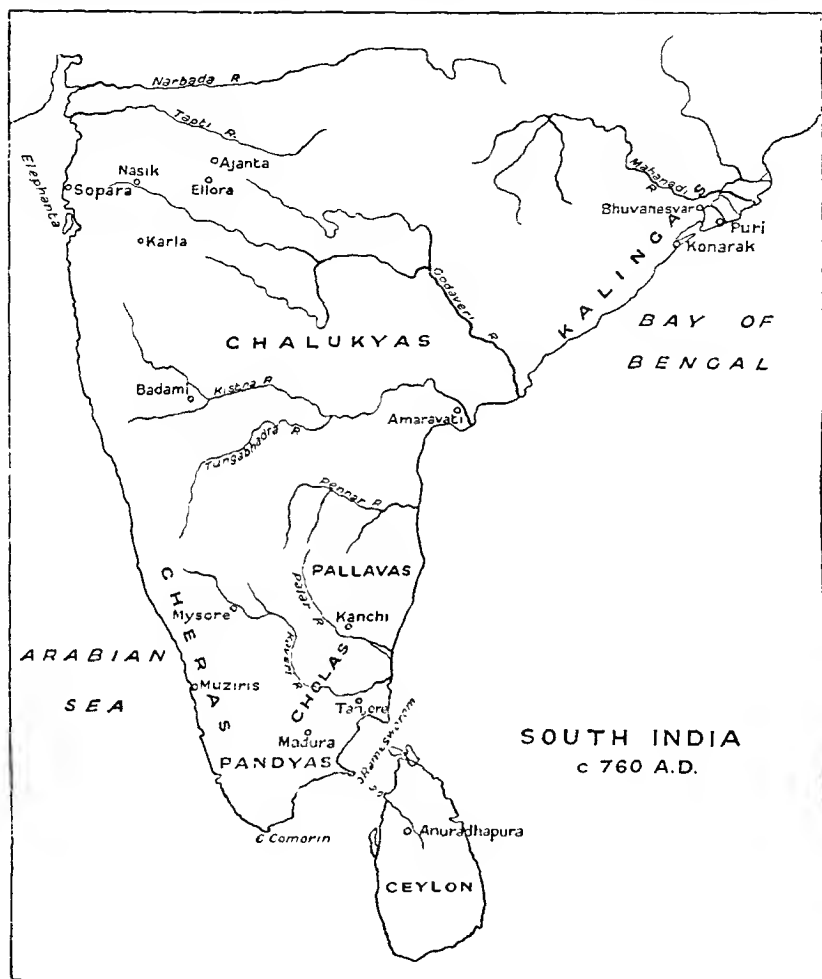 Narbada R
Tapti R.
Ajanta
Nasik
Ellora
Elephanta
Sopara
Karla
Mahanadi R
Bhuvanesvar
Puri
Konarak
KALINGAS
Godaveri R
BAY OF
BENGAL
CHALUKYAS
Badami
Kistna R
Amaravati
Tungabhadra R
Pennar R
PALLAVAS
CHERAS
Mysore
Palar R
Kanchi
ARABIAN
SEA
Kaveri R
CHOLAS
Muziris
Tanjore
Madura
PANDYAS
Rameswaram
SOUTH INDIA
c 760 A.D.
C Comorin
Anuradhapura
CEYLON